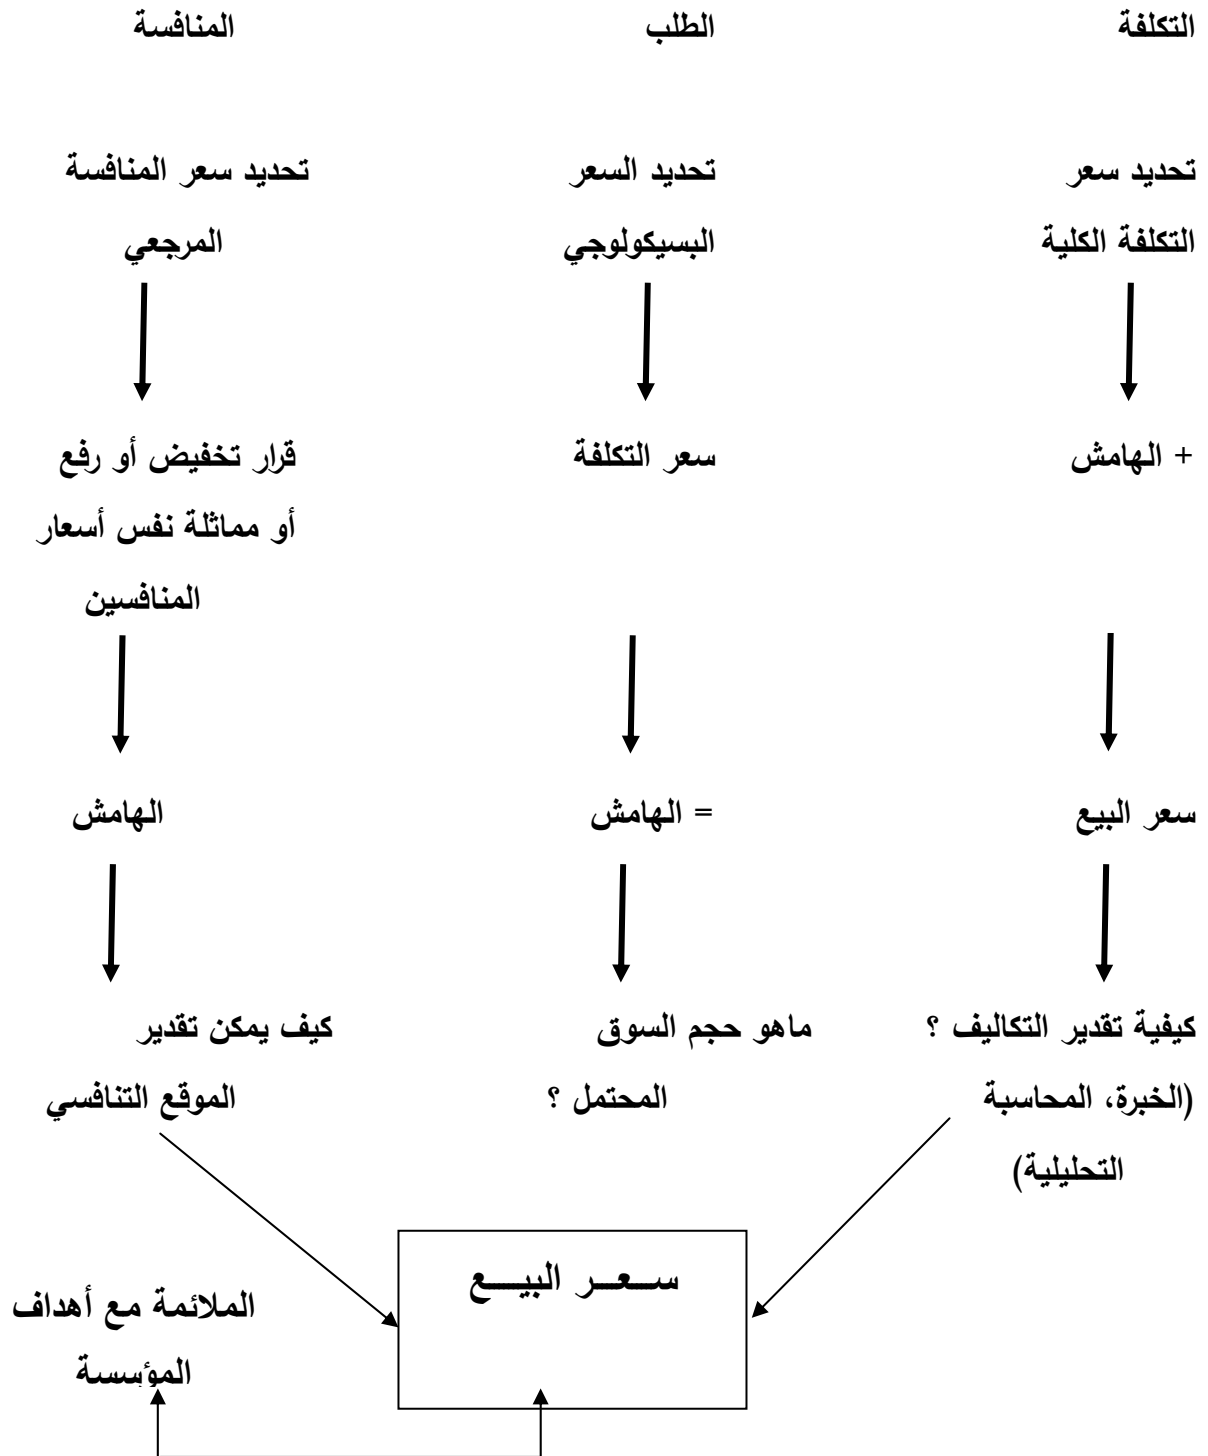 التكلفة
الطلب
المنافسة
تحديد سعر
التكلفة الكلية
تحديد السعر
البسيكولوجي
تحديد سعر المنافسة
المرجعي
+ الهامش
سعر التكلفة
قرار تخفيض أو رفع
أو مماثلة نفس أسعار
المنافسين
سعر البيع
= الهامش
الهامش
كيفية تقدير التكاليف ؟
(الخبرة، المحاسبة
التحليلية)
ماهو حجم السوق
المحتمل ؟
كيف يمكن تقدير
الموقع التنافسي
ســعــر البيــــع
الملائمة مع أهداف
المؤسسة